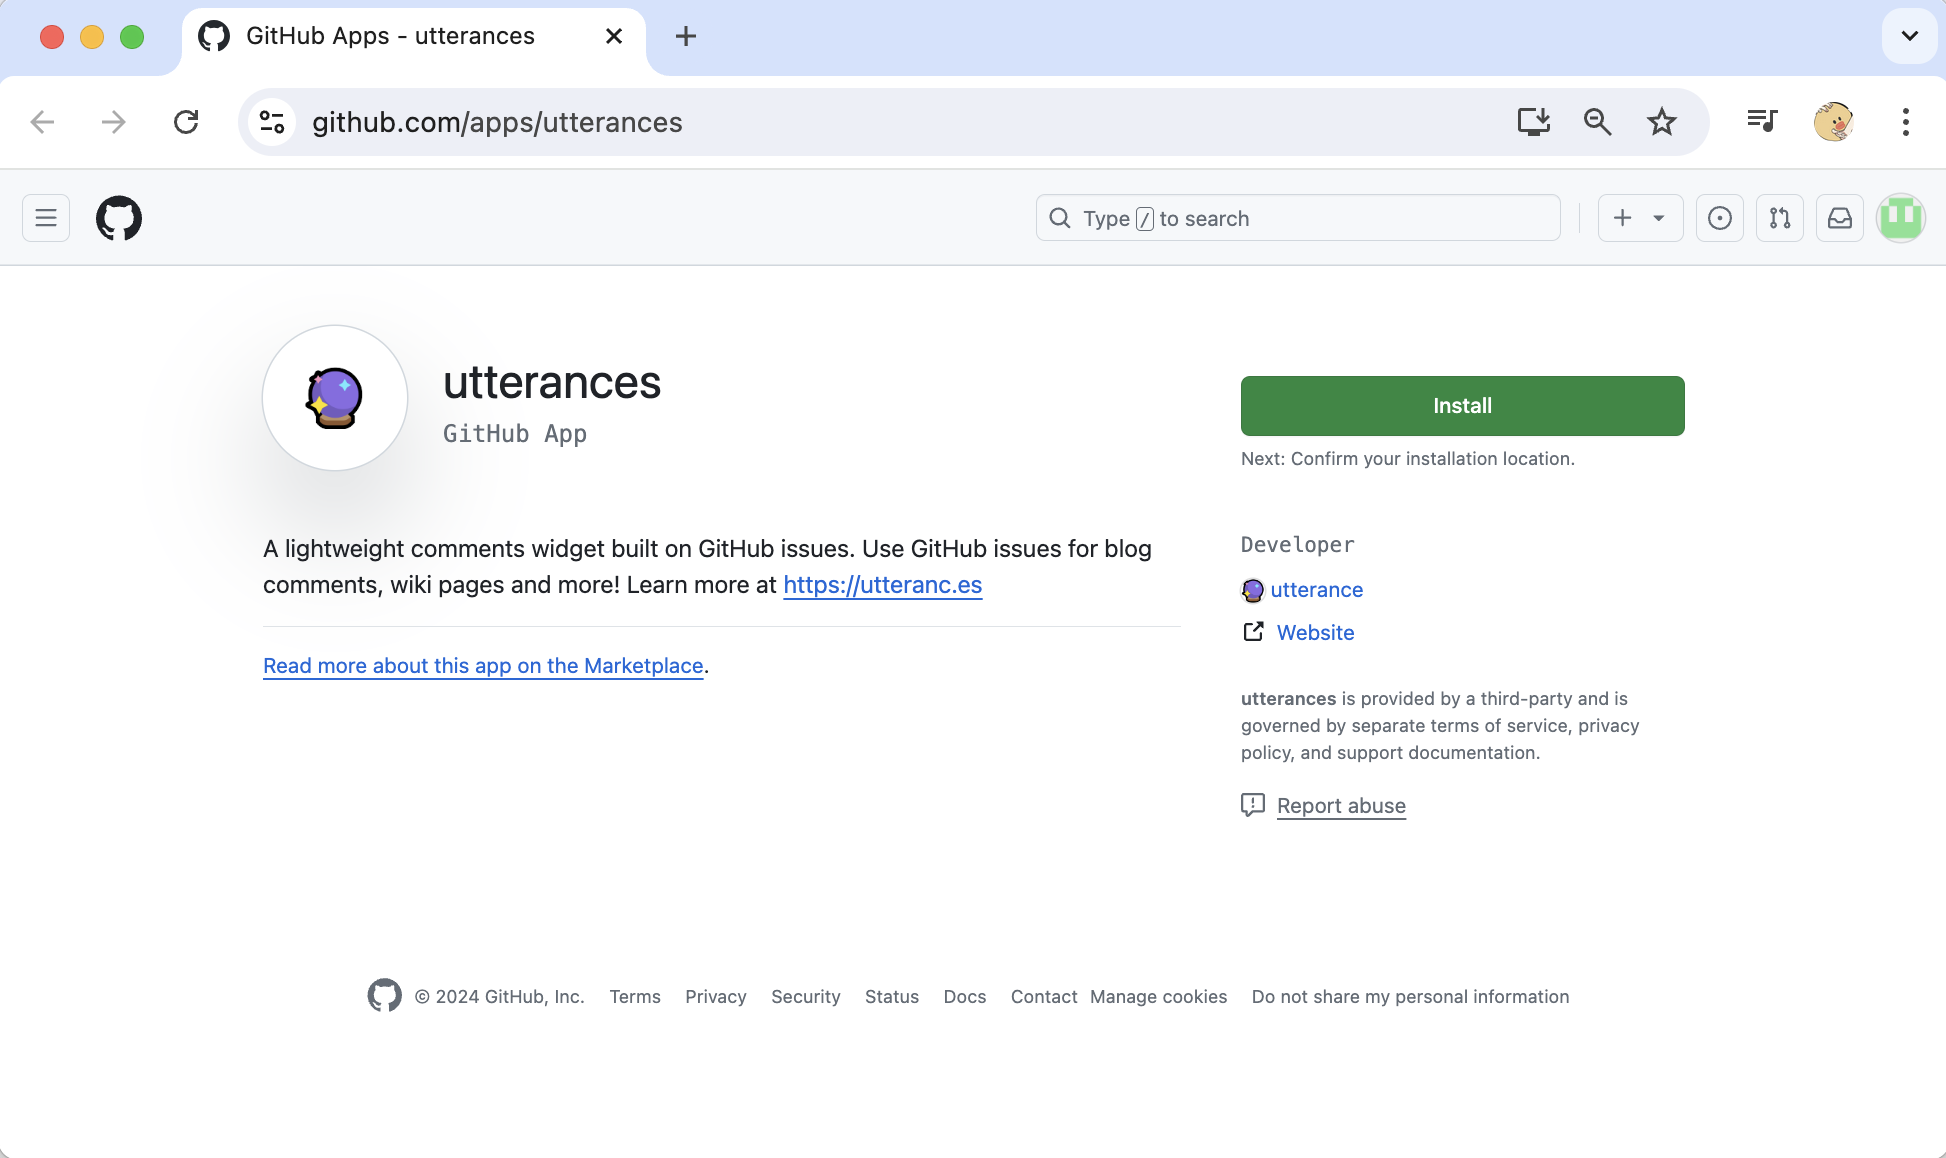 GitHub Apps - utterances
github.com/apps/utterances
Type / to search
utterances
GitHub App
Install
Next: Confirm your installation location.
A lightweight comments widget built on GitHub issues. Use GitHub issues for blog
comments, wiki pages and more! Learn more at https://utteranc.es
Read more about this app on the Marketplace.
Developer
utterance
Website
utterances is provided by a third-party and is
governed by separate terms of service, privacy
policy, and support documentation.
Report abuse
© 2024 GitHub, Inc. Terms Privacy Security Status Docs Contact Manage cookies Do not share my personal information